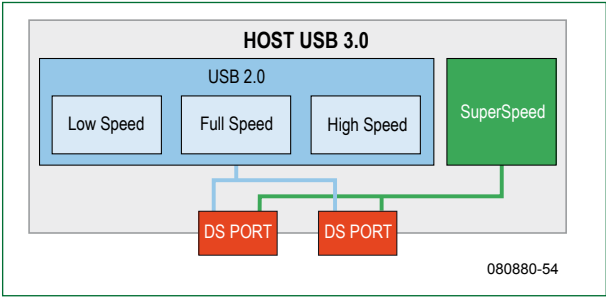 HOST USB 3.0
USB 2.0
Low Speed
Full Speed
High Speed
SuperSpeed
DS PORT
DS PORT
080880-54